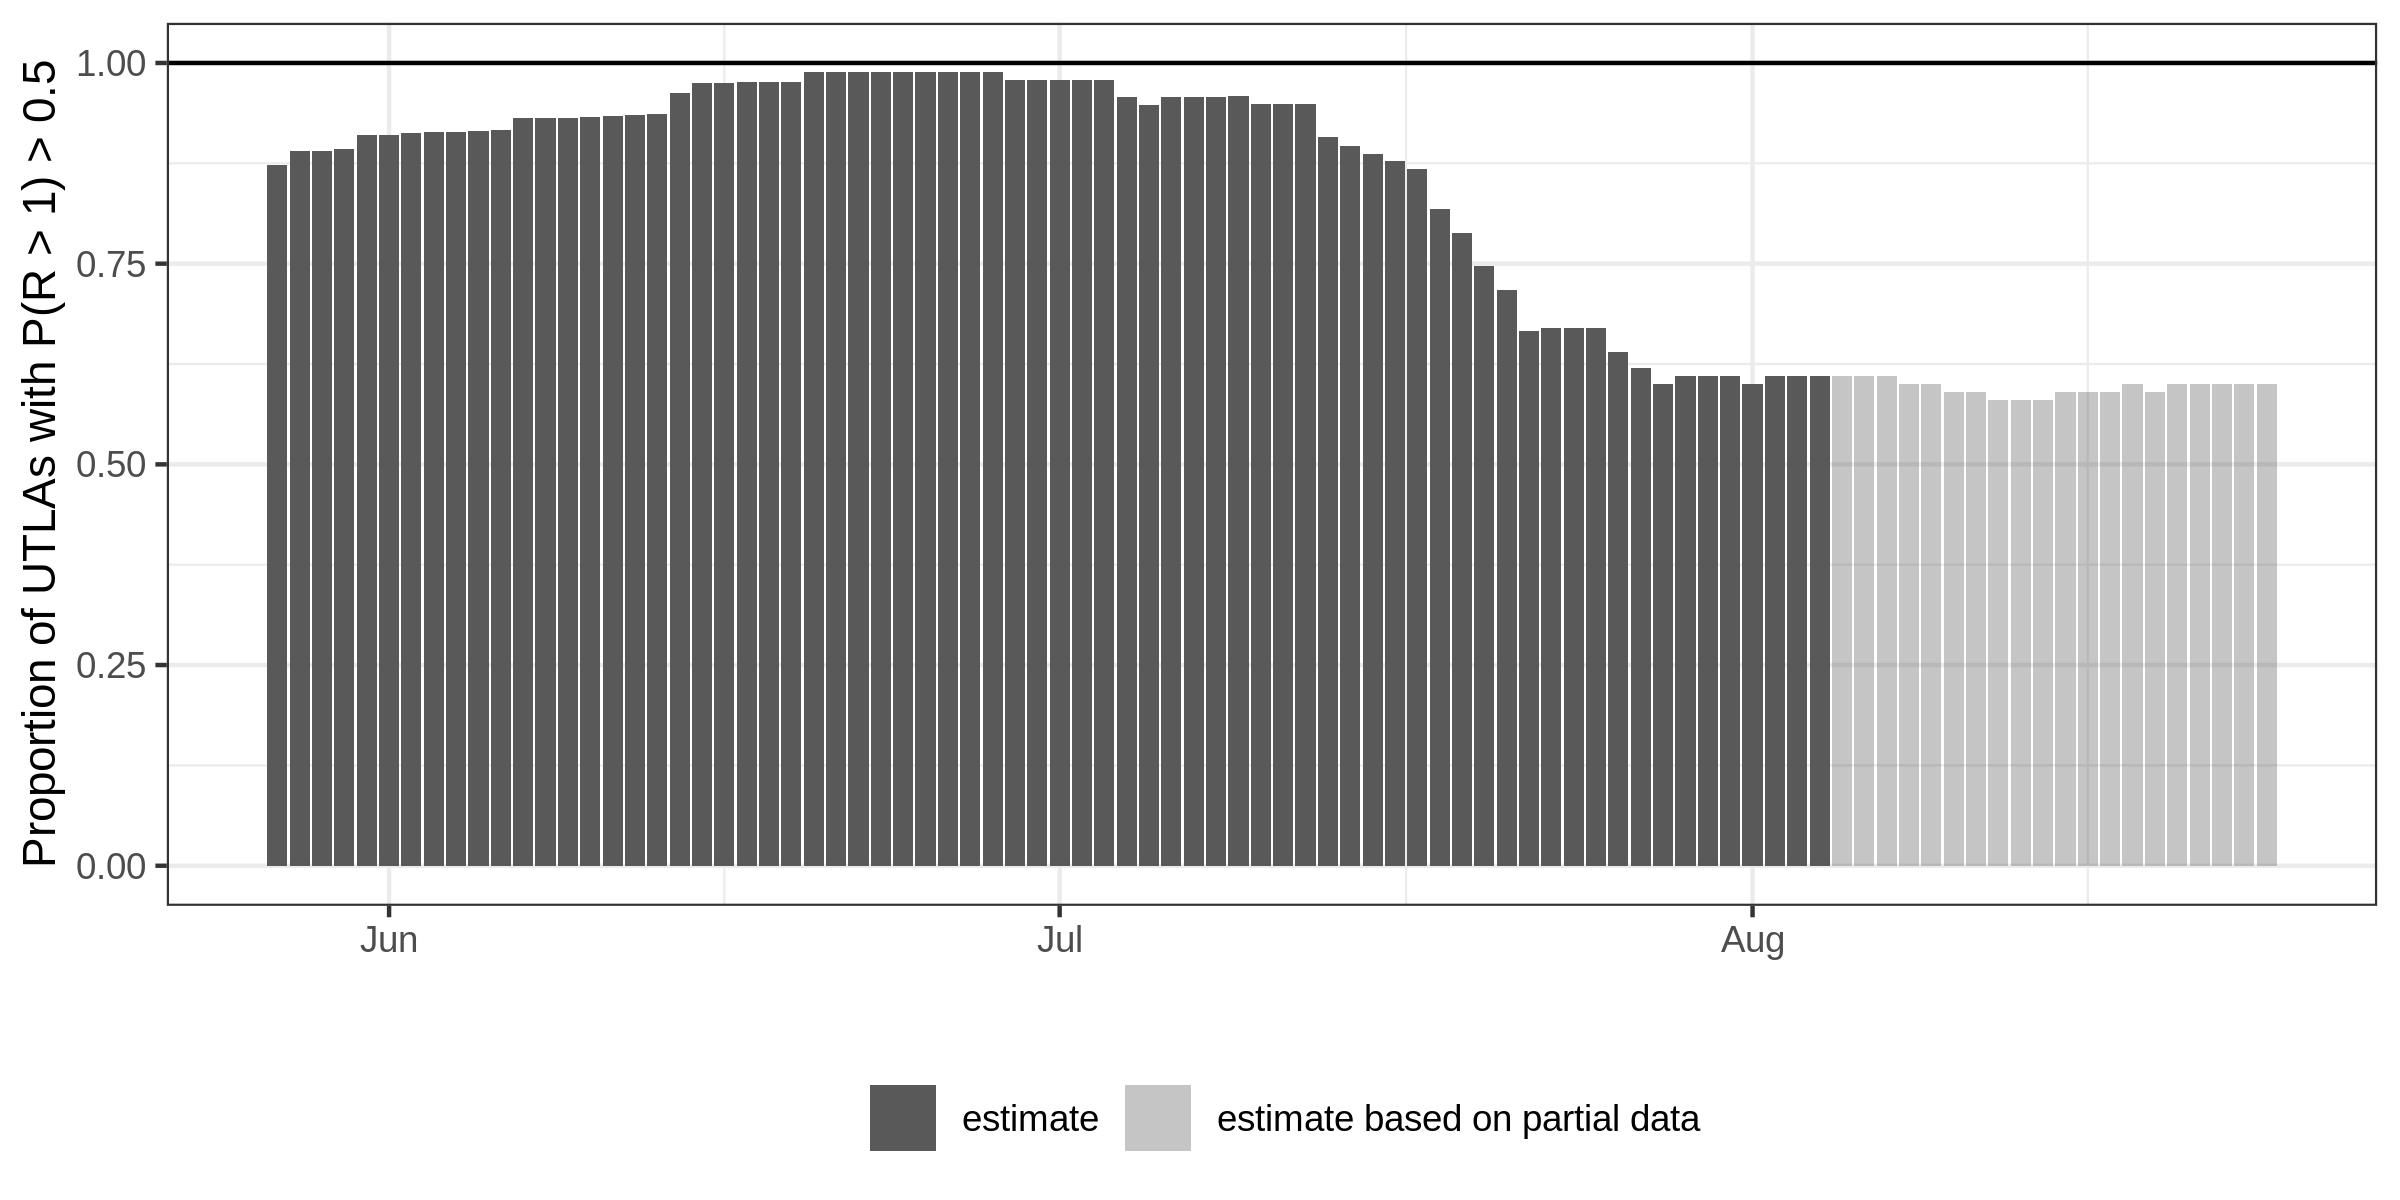 Proportion of UTLAs with P(R > 1) > 0.5
1.00
0.75
0.50
0.25
0.00
Jun Jul Aug
estimate estimate based on partial data